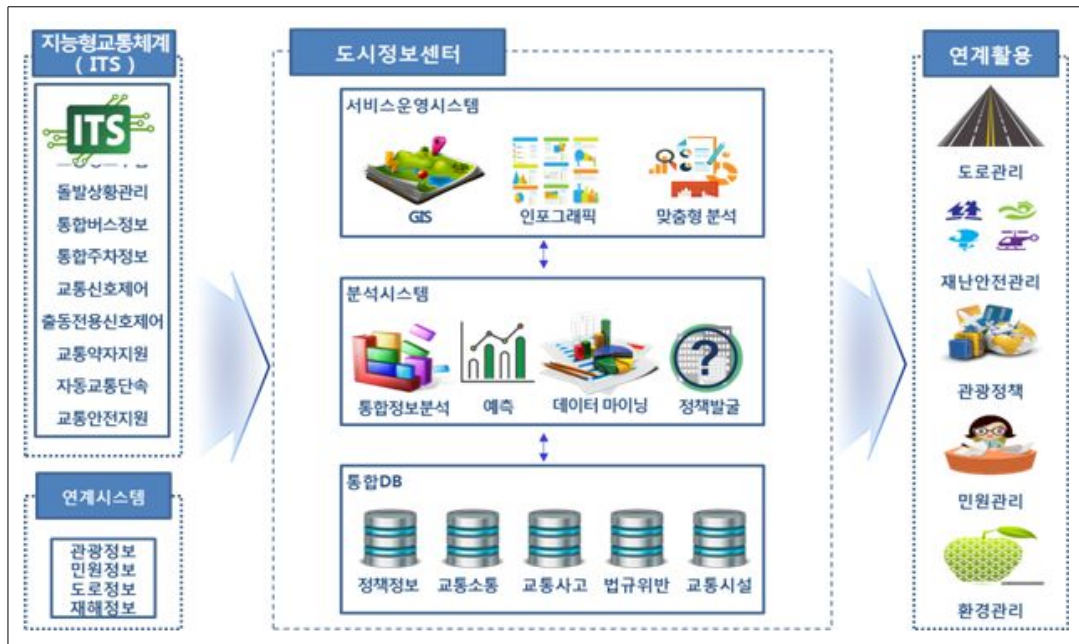 지능형교통체계
( ITS )
ITS
돌발상황관리
통합버스정보
통합주차정보
교통신호제어
출동전용신호제어
교통약자지원
자동교통단속
교통안전지원
연계시스템
관광정보
민원정보
도로정보
재해정보
도시정보센터
서비스운영시스템
GIS
인포그래픽
맞춤형 분석
분석시스템
통합정보분석
예측
데이터 마이닝
?
정책발굴
통합DB
정책정보
교통소통
교통사고
법규위반
교통시설
연계활용
도로관리
재난안전관리
관광정책
민원관리
환경관리